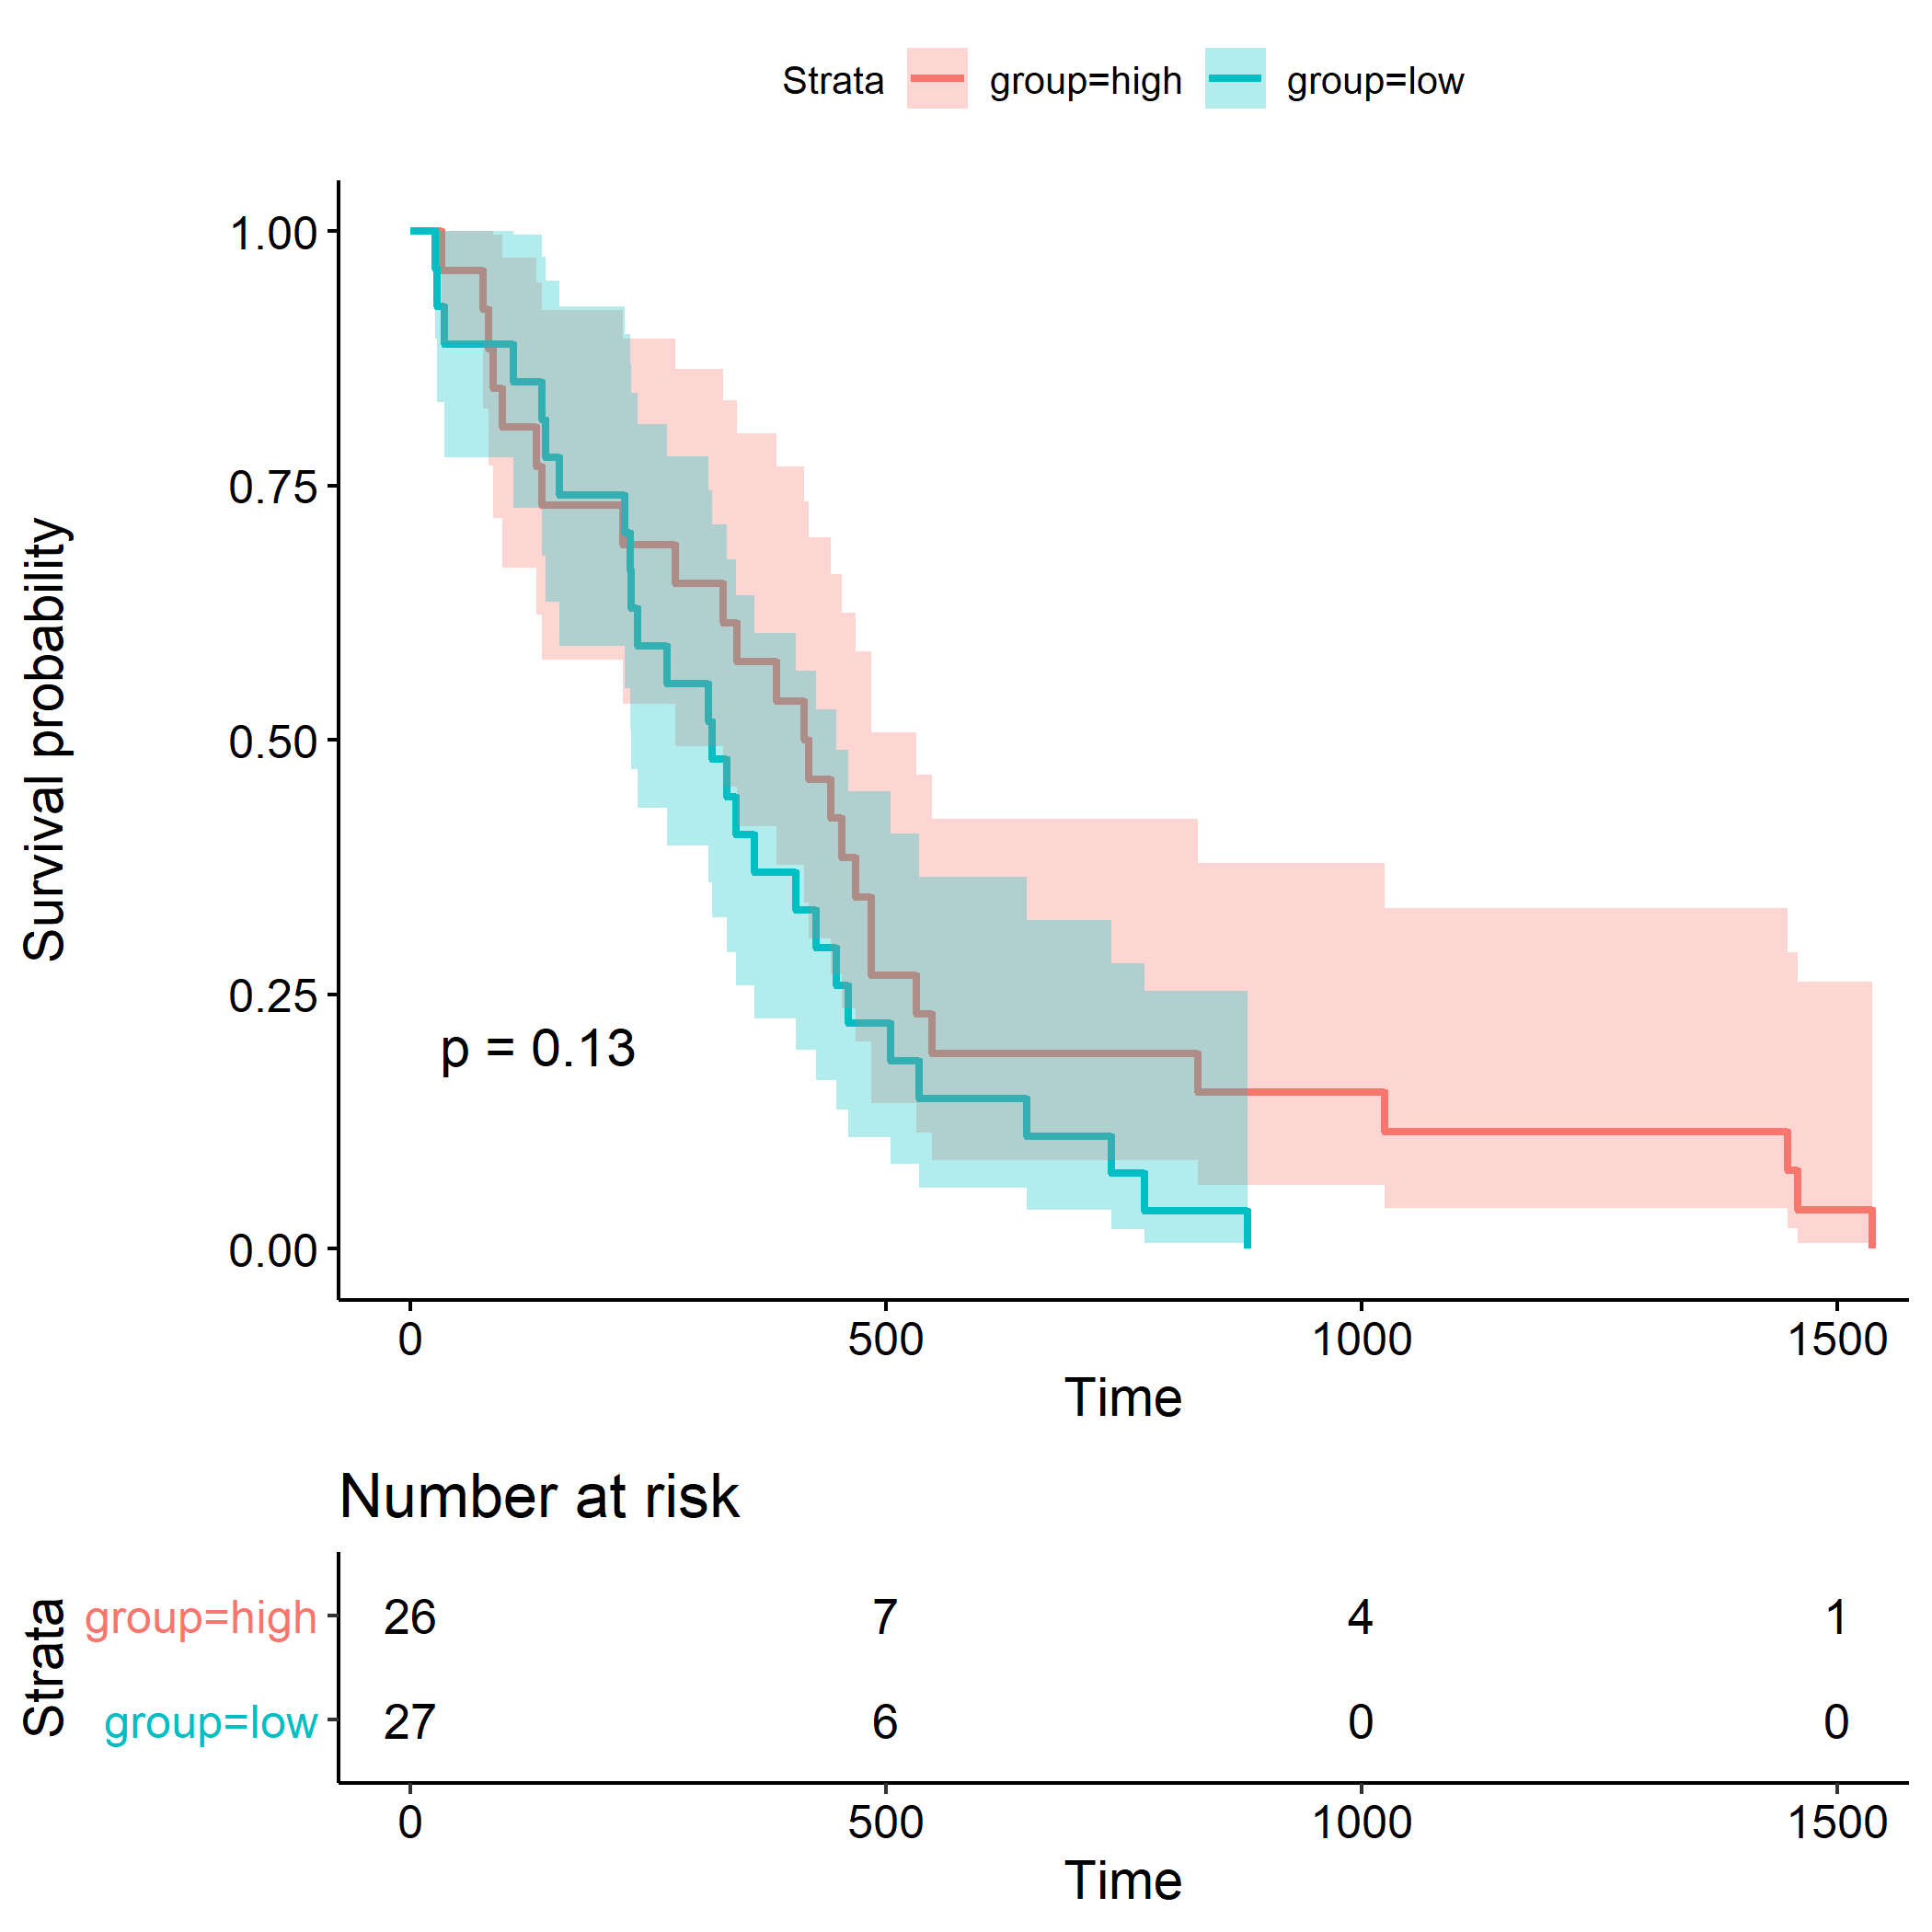 Strata group=high group=low
1.00
0.75
0.50
0.25
0.00
Survival probability
p = 0.13
0 500 1000 1500
Time
Number at risk
Strata
group=high 26 7 4 1
group=low 27 6 0 0
0 500 1000 1500
Time